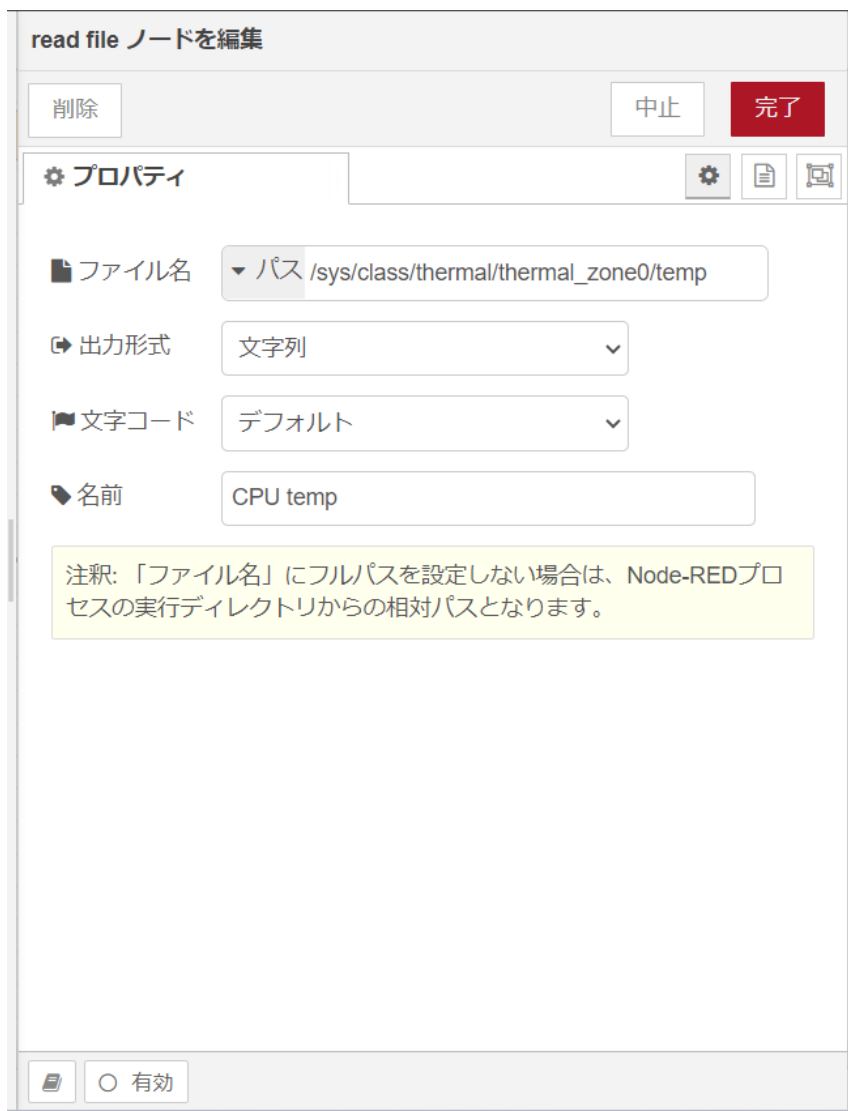 read file ノードを編集
削除
中止
完了
プロパティ
ファイル名
パス /sys/class/thermal/thermal_zone0/temp
出力形式
文字列
文字コード
デフォルト
名前
CPU temp
注釈: 「ファイル名」にフルパスを設定しない場合は、Node-REDプロ
セスの実行ディレクトリからの相対パスとなります。
有効